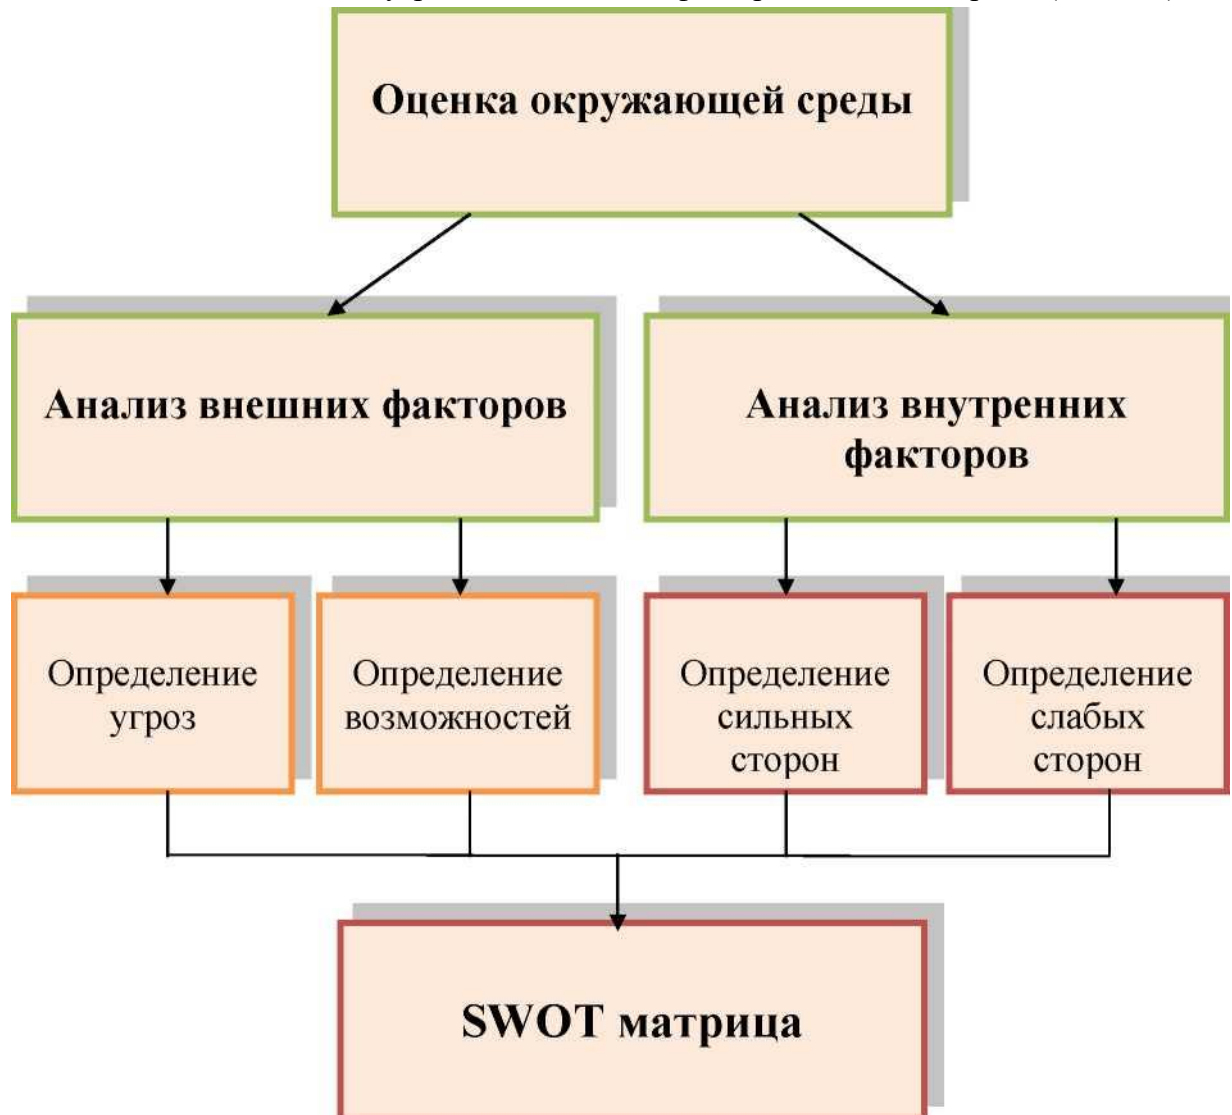 Оценка окружающей среды
Анализ внешних факторов
Анализ внутренних
факторов
Определение
угроз
Определение
возможностей
Определение
сильных
сторон
Определение
слабых
сторон
SWOT матрица